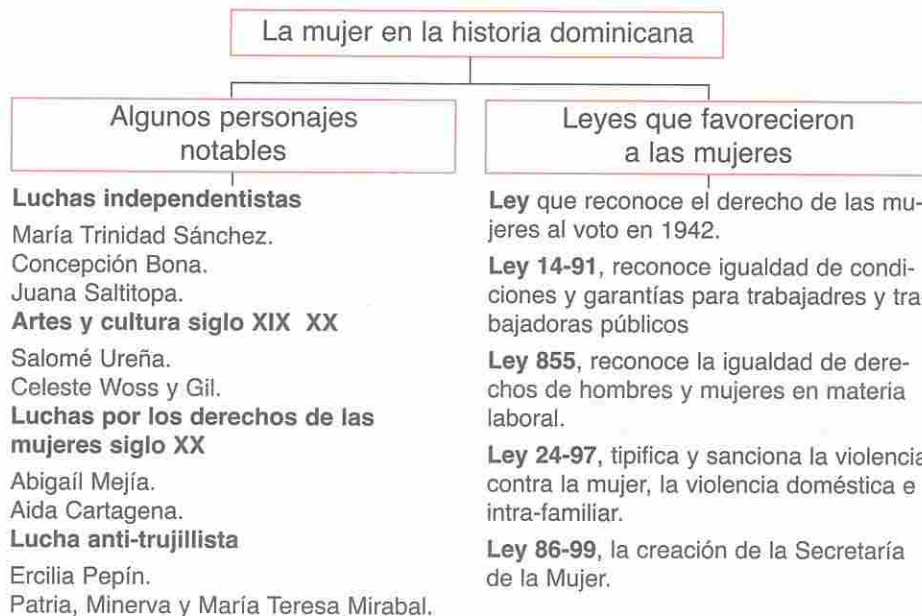 La mujer en la historia dominicana
Algunos personajes
notables
Luchas independentistas
María Trinidad Sánchez.
Concepción Bona.
Juana Saltitopa.
Artes y cultura siglo XIX XX
Salomé Ureña.
Celeste Woss y Gil.
Luchas por los derechos de las
mujeres siglo XX
Abigaíl Mejía.
Aida Cartagena.
Lucha anti-trujillista
Ercilia Pepín.
Patria, Minerva y María Teresa Mirabal.
Leyes que favorecieron
a las mujeres
Ley que reconoce el derecho de las mu-
jeres al voto en 1942.
Ley 14-91, reconoce igualdad de condi-
ciones y garantías para trabajadres y tra-
bajadoras públicos
Ley 855, reconoce la igualdad de dere-
chos de hombres y mujeres en materia
laboral.
Ley 24-97, tipifica y sanciona la violencia
contra la mujer, la violencia doméstica e
intra-familiar.
Ley 86-99, la creación de la Secretaría
de la Mujer.